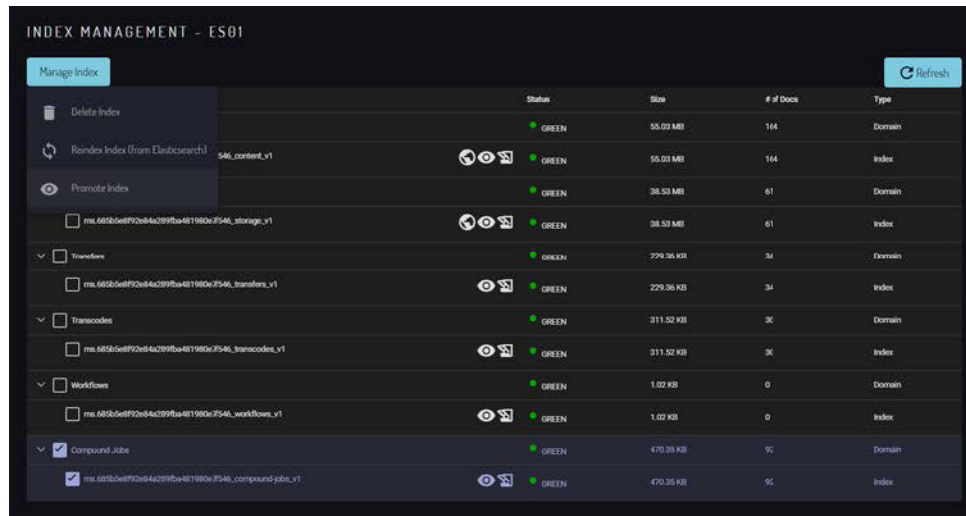 INDEX MANAGEMENT - ES01
Manage Index
Refresh
Status Size # of Docs Type
Delete Index
GREEN 55.03 MB 164 Domain
Reindex Index (from Elasticsearch)
546_content_v1 GREEN 55.03 MB 164 Index
Promote Index
GREEN 38.53 MB 61 Domain
ms.685b5e8f92e84a289fba481980e7f546_storage_v1 GREEN 38.53 MB 61 Index
Transfers GREEN 229.36 KB 34 Domain
ms.685b5e8f92e84a289fba481980e7f546_transfers_v1 GREEN 229.36 KB 34 Index
Transcodes GREEN 311.52 KB 30 Domain
ms.685b5e8f92e84a289fba481980e7f546_transcodes_v1 GREEN 311.52 KB 30 Index
Workflows GREEN 1.02 KB 0 Domain
ms.685b5e8f92e84a289fba481980e7f546_workflows_v1 GREEN 1.02 KB 0 Index
Compound Jobs GREEN 470.35 KB 92 Domain
ms.685b5e8f92e84a289fba481980e7f546_compound-jobs_v1 GREEN 470.35 KB 92 Index